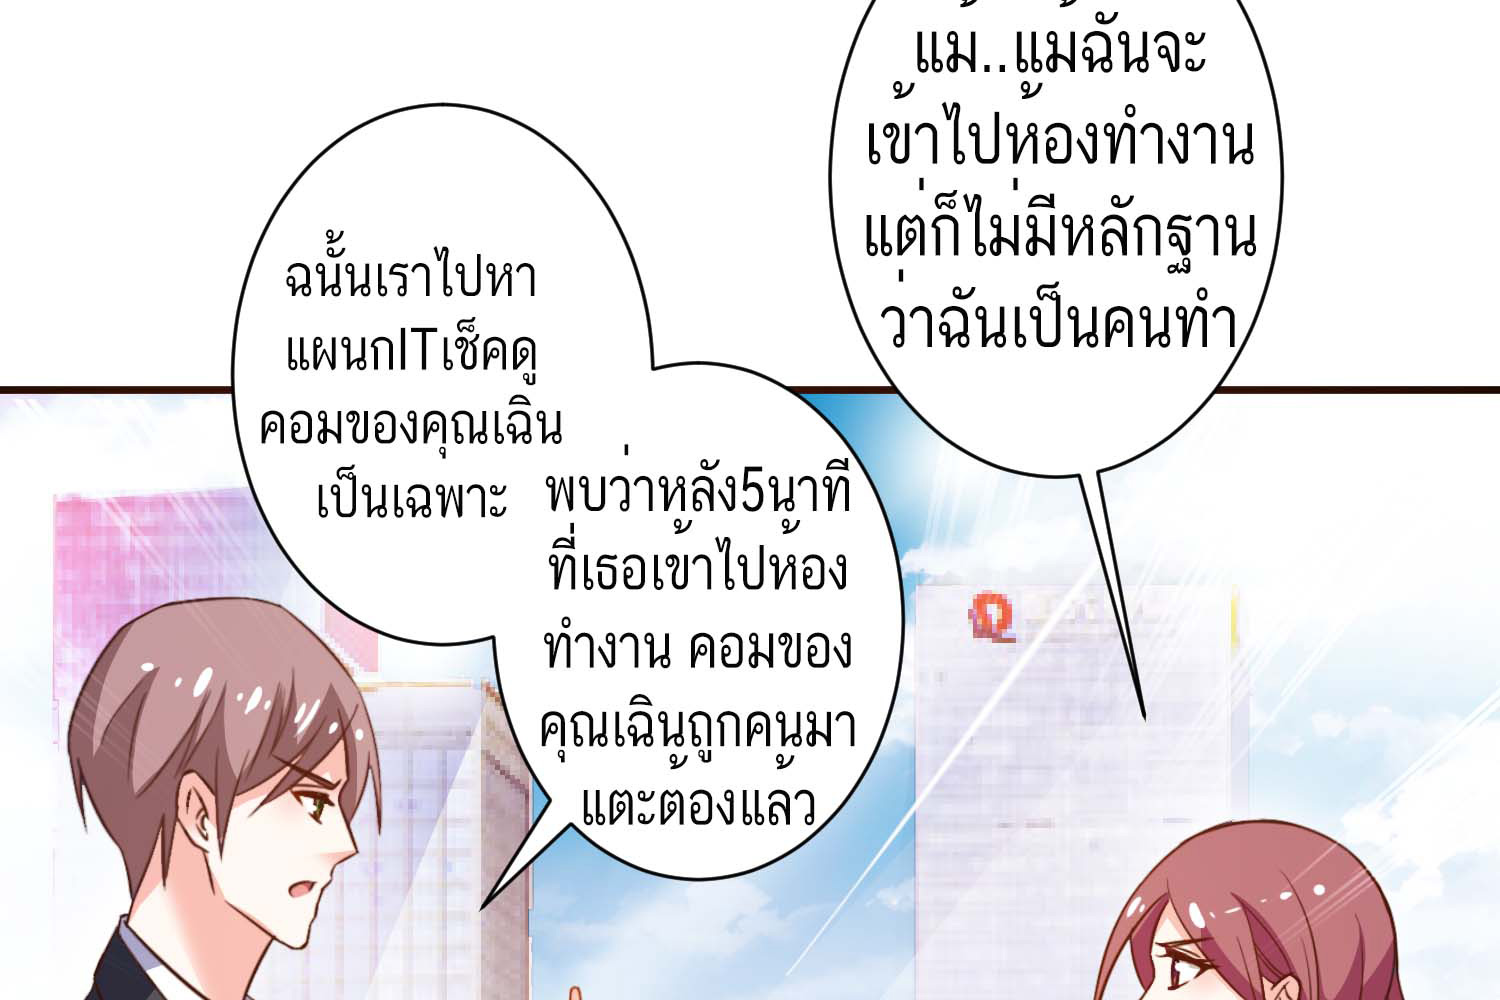 แม้..แม้ฉันจะ
เข้าไปห้องทำงาน
แต่ก็ไม่มีหลักฐาน
ว่าฉันเป็นคนทำ
ฉนั้นเราไปหา
แผนกITเช็คดู
คอมของคุณเฉิน
เป็นเฉพาะ
พบว่าหลัง5นาที
ที่เธอเข้าไปห้อง
ทำงาน คอมของ
คุณเฉินถูกคนมา
แตะต้องแล้ว